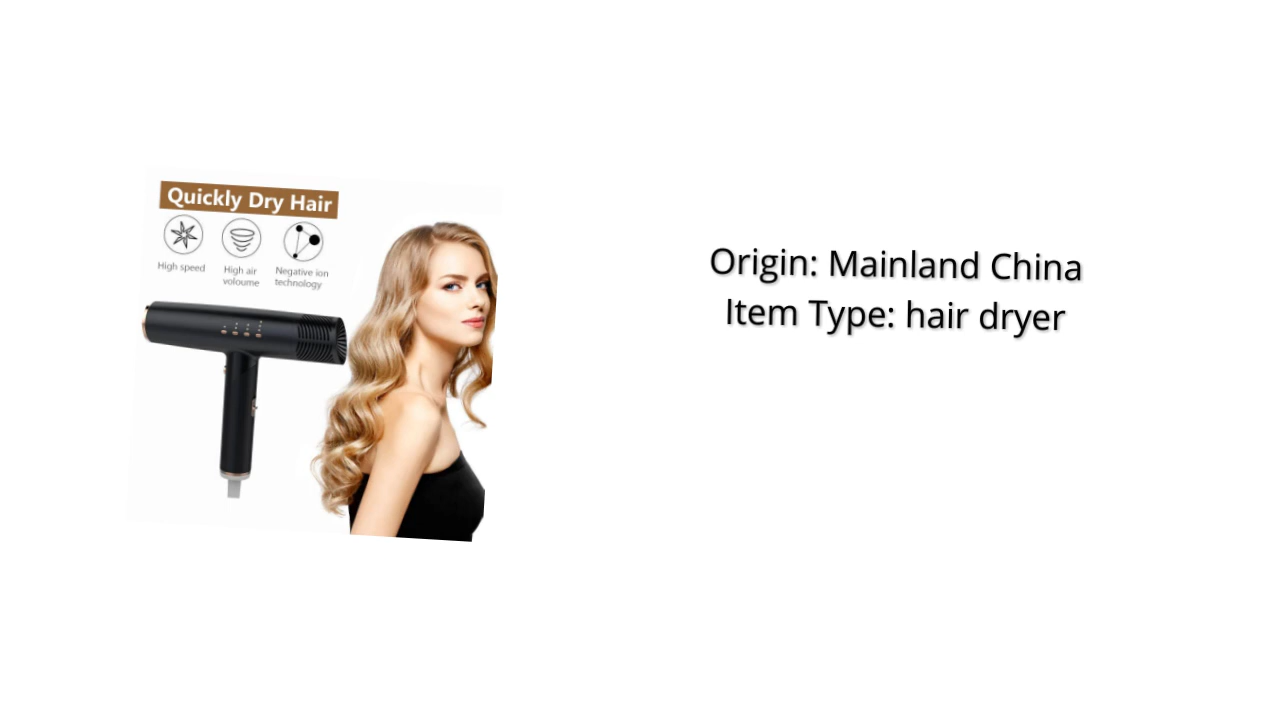 Quickly Dry Hair
High speed
High air
voloume
Negative ion
technology
Origin: Mainland China
Item Type: hair dryer